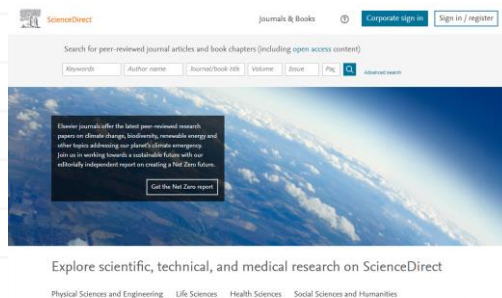 ScienceDirect
Journals & Books
Corporate sign in
Sign in / register
Search for peer-reviewed journal articles and book chapters (including open access content)
Keywords Author name Journal/book title Volume Issue Pag
Advanced search
Elsevier journals offer the latest peer-reviewed research
papers on climate change, biodiversity, renewable energy and
other topics addressing our planet's climate emergency.
Join us in working towards a sustainable future with our
editorially independent report on creating a Net Zero future.
Get the Net Zero report
Explore scientific, technical, and medical research on ScienceDirect
Physical Sciences and Engineering Life Sciences Health Sciences Social Sciences and Humanities